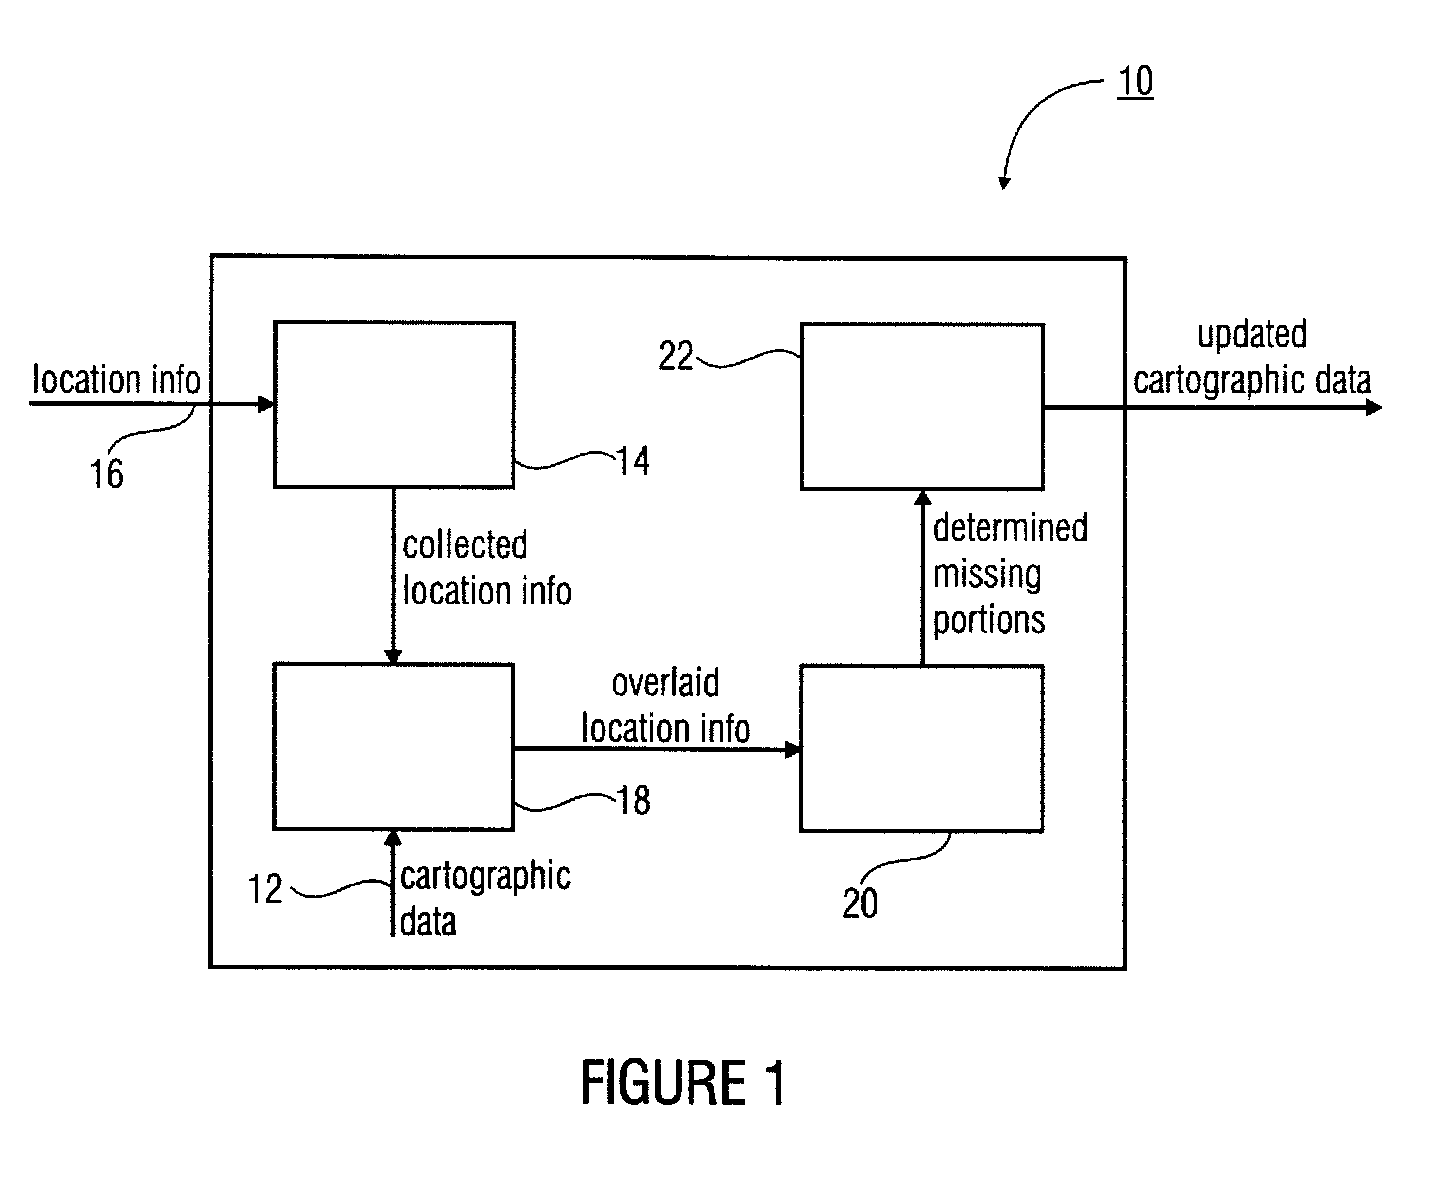 10
location info
16
14
22
updated
cartographic data
collected
location info
determined
missing
portions
overlaid
location info
18
12
cartographic
data
20
FIGURE 1